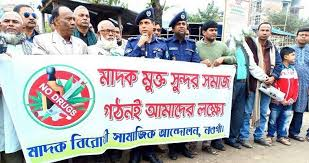 মাদক মুক্ত সুন্দর সমাজ
গঠনই আমাদের লক্ষ্যে
NO DRUGS
মাদক বিরোধী সামাজিক আন্দোলন, নওগাঁ।